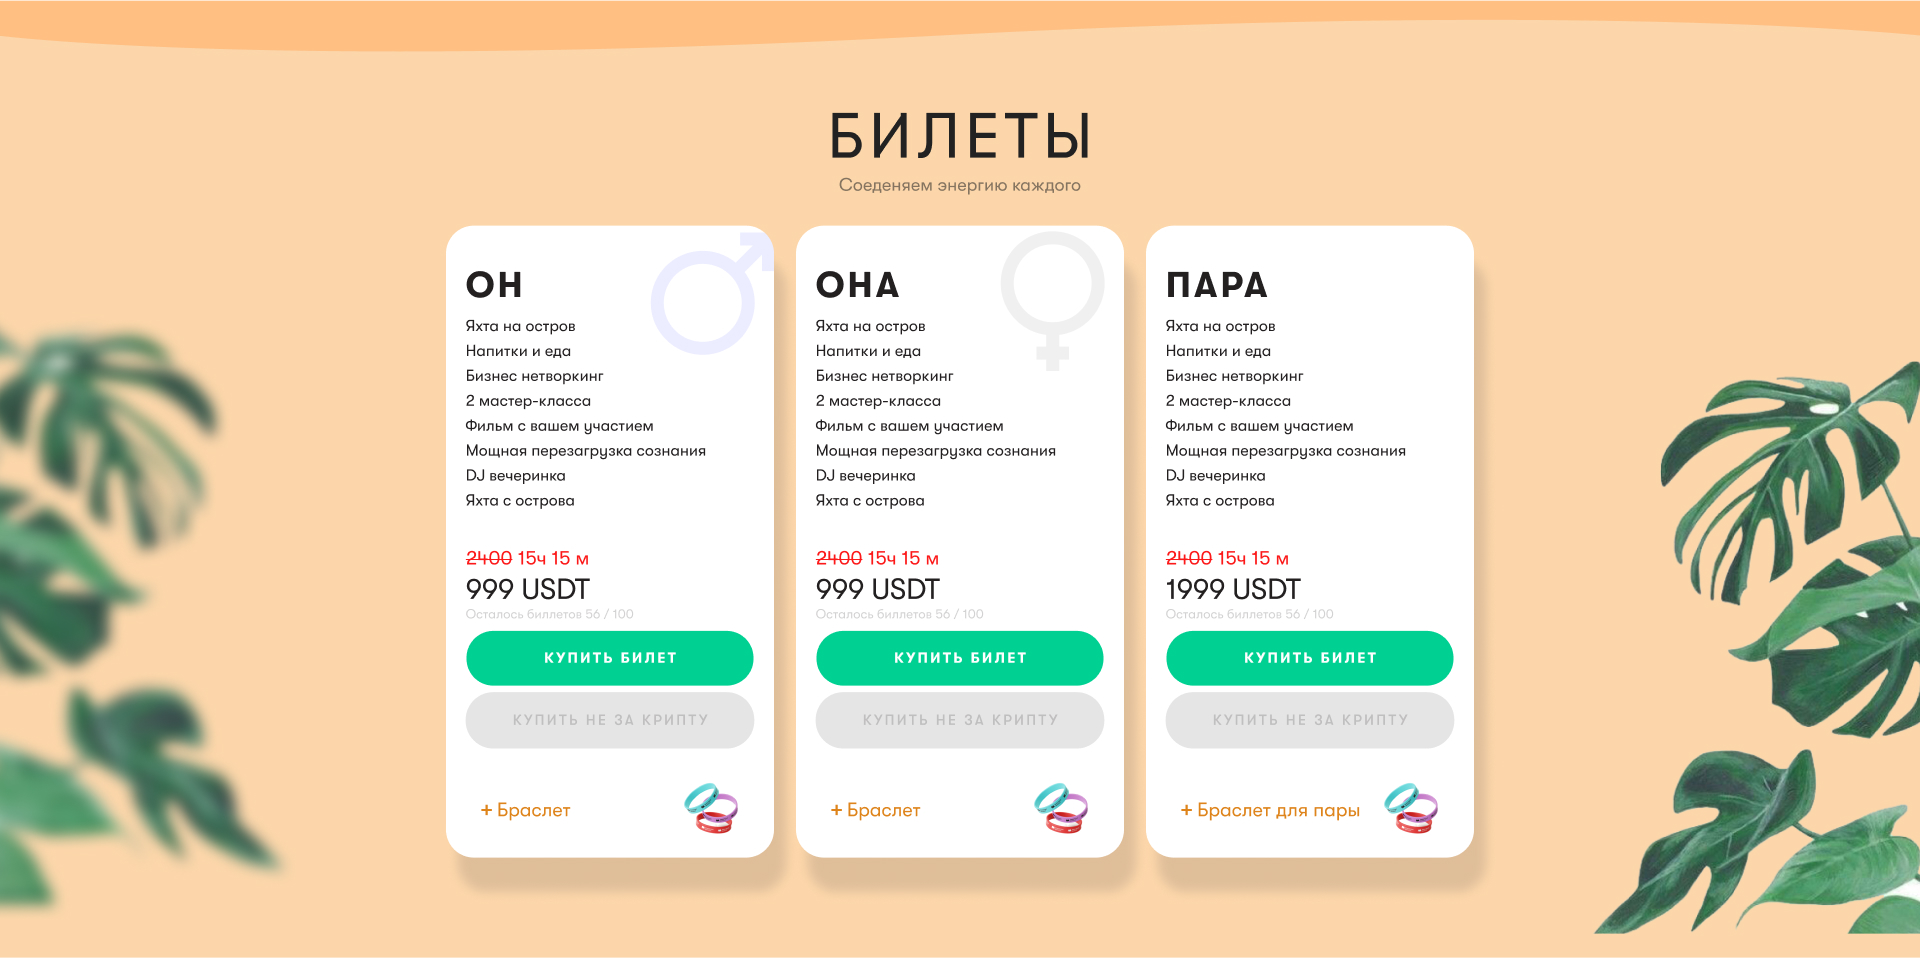 БИЛЕТЫ
Соеденяем энергию каждого
ОН
Яхта на остров
Напитки и еда
Бизнес нетворкинг
2 мастер-класса
Фильм с вашем участием
Мощная перезагрузка сознания
DJ вечеринка
Яхта с острова
2400 15ч 15 м
999 USDT
Осталось биллетов 56 / 100
КУПИТЬ БИЛЕТ
КУПИТЬ НЕ ЗА КРИПТУ
+ Браслет
ОНА
Яхта на остров
Напитки и еда
Бизнес нетворкинг
2 мастер-класса
Фильм с вашем участием
Мощная перезагрузка сознания
DJ вечеринка
Яхта с острова
2400 15ч 15 м
999 USDT
Осталось биллетов 56 / 100
КУПИТЬ БИЛЕТ
КУПИТЬ НЕ ЗА КРИПТУ
+ Браслет
ПАРА
Яхта на остров
Напитки и еда
Бизнес нетворкинг
2 мастер-класса
Фильм с вашем участием
Мощная перезагрузка сознания
DJ вечеринка
Яхта с острова
2400 15ч 15 м
1999 USDT
Осталось биллетов 56 / 100
КУПИТЬ БИЛЕТ
КУПИТЬ НЕ ЗА КРИПТУ
+ Браслет для пары